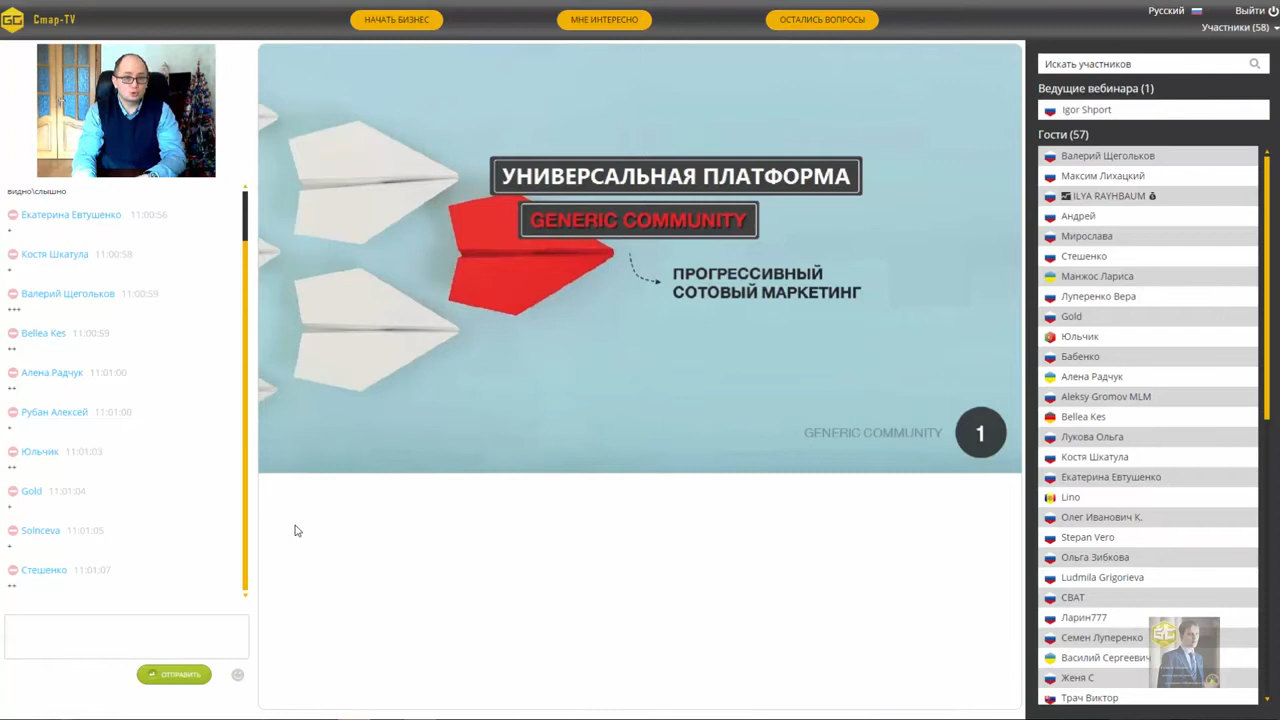 GC Стар-TV
НАЧАТЬ БИЗНЕС
МНЕ ИНТЕРЕСНО
ОСТАЛИСЬ ВОПРОСЫ
Русский
Выйти
Участники (58)
видно\слышно
Екатерина Евтушенко 11:00:56
+
Костя Шкатула 11:00:58
+
Валерий Щегольков 11:00:59
+++
Bellea Kes 11:00:59
++
Алена Радчук 11:01:00
++
Рубан Алексей 11:01:00
+
Юльчик 11:01:03
++
Gold 11:01:04
+
Solnceva 11:01:05
+
Стешенко 11:01:07
++
ОТПРАВИТЬ
УНИВЕРСАЛЬНАЯ ПЛАТФОРМА
GENERIC COMMUNITY
ПРОГРЕССИВНЫЙ
СОТОВЫЙ МАРКЕТИНГ
GENERIC COMMUNITY 1
Искать участников
Ведущие вебинара (1)
Igor Shport
Гости (57)
Валерий Щегольков
Максим Лихацкий
ILYA RAYHBAUM
Андрей
Мирослава
Стешенко
Манжос Лариса
Луперенко Вера
Gold
Юльчик
Бабенко
Алена Радчук
Aleksey Gromov MLM
Bellea Kes
Лукова Ольга
Костя Шкатула
Екатерина Евтушенко
Lino
Олег Иванович К.
Stepan Vero
Ольга Зибкова
Ludmila Grigorieva
СВАТ
Ларин777
Семен Луперенко
Василий Сергеевич
Женя С
Трач Виктор
GC